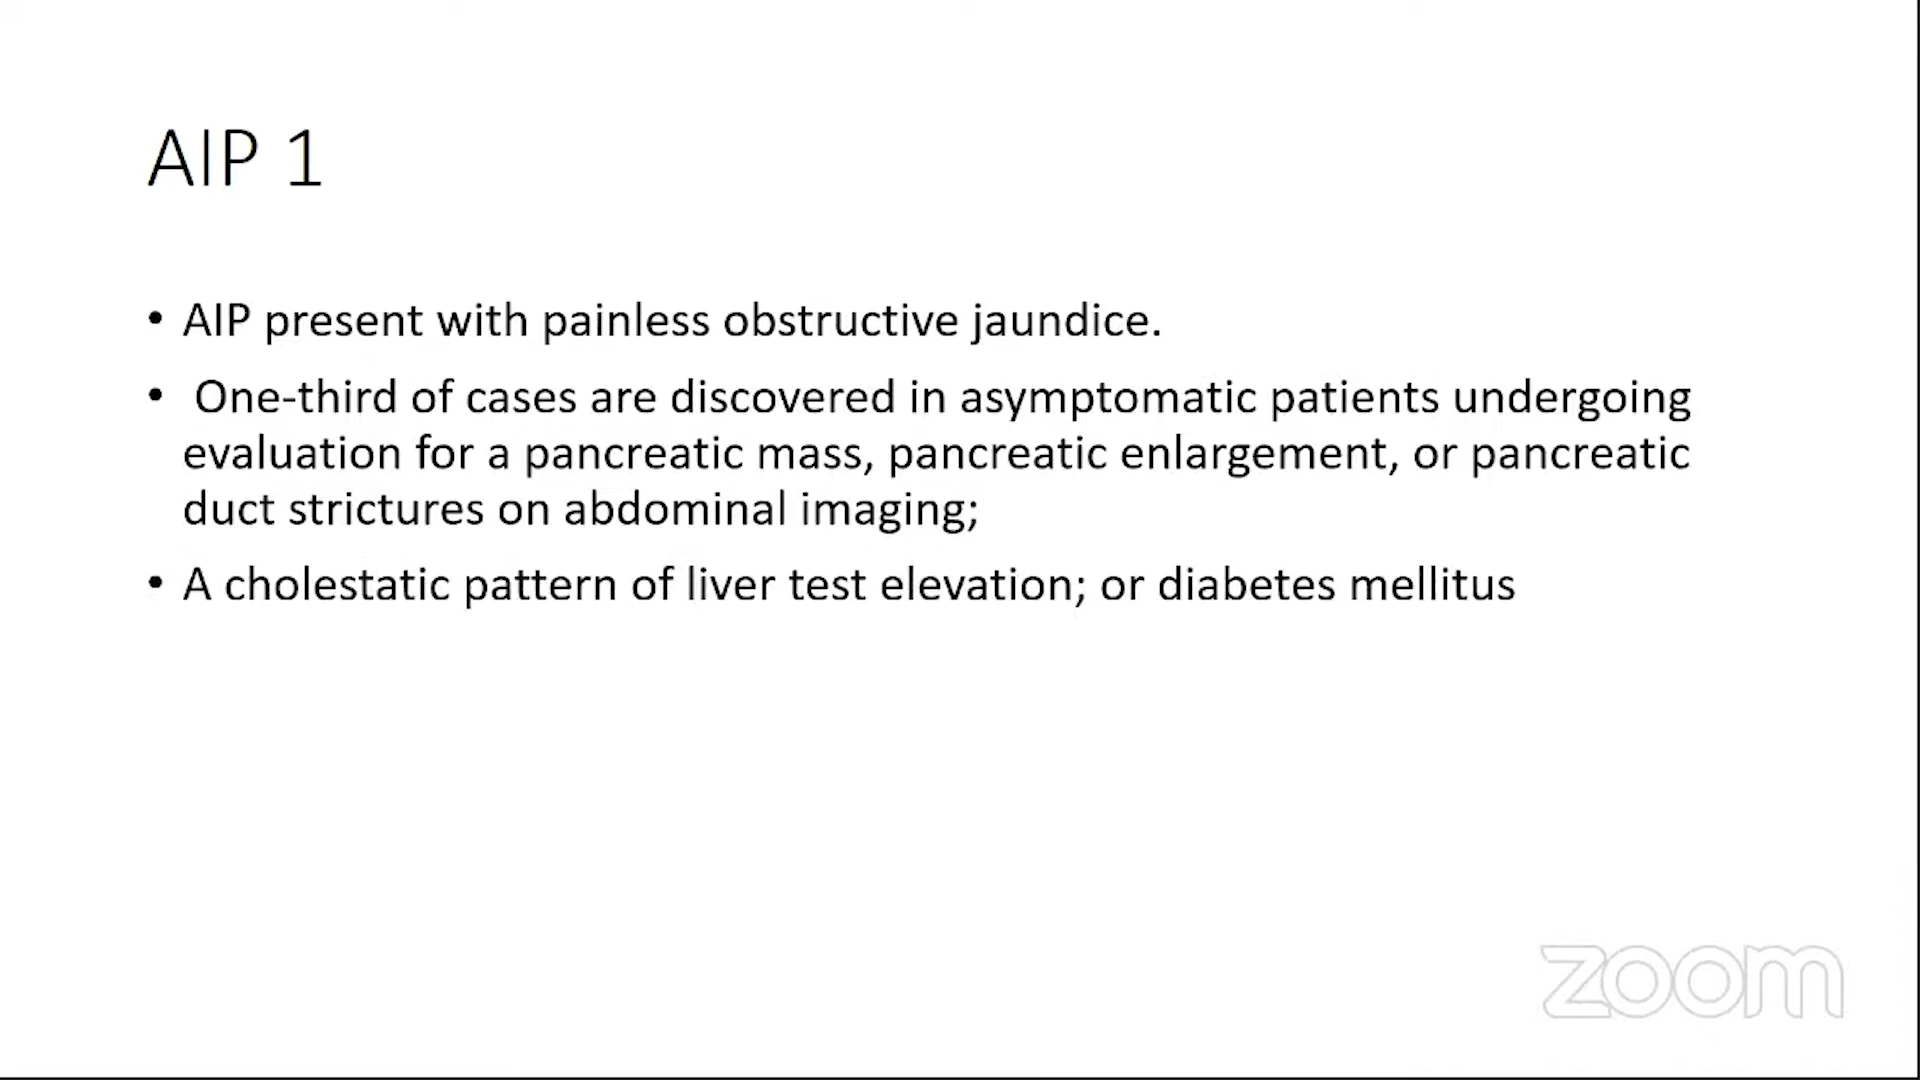 AIP 1
• AIP present with painless obstructive jaundice.
• One-third of cases are discovered in asymptomatic patients undergoing
evaluation for a pancreatic mass, pancreatic enlargement, or pancreatic
duct strictures on abdominal imaging;
• A cholestatic pattern of liver test elevation; or diabetes mellitus
zoom